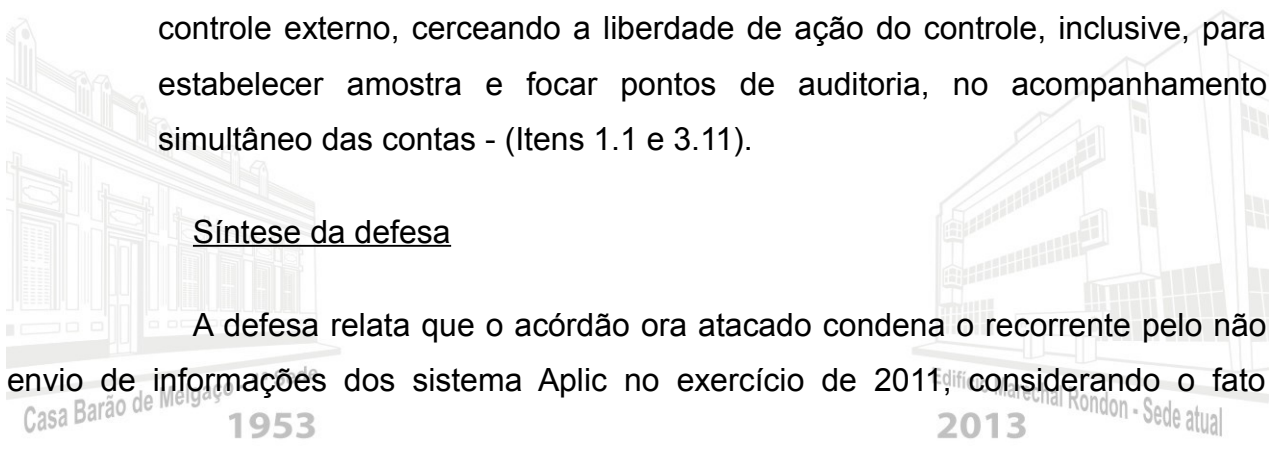 controle externo, cerceando a liberdade de ação do controle, inclusive, para
estabelecer amostra e focar pontos de auditoria, no acompanhamento
simultâneo das contas - (Itens 1.1 e 3.11).
Síntese da defesa
A defesa relata que o acórdão ora atacado condena o recorrente pelo não
envio de informações dos sistema Aplic no exercício de 2011, considerando o fato
Casa Barão de Melgaço
1953
Edifício Marechal Rondon - Sede atual
2013